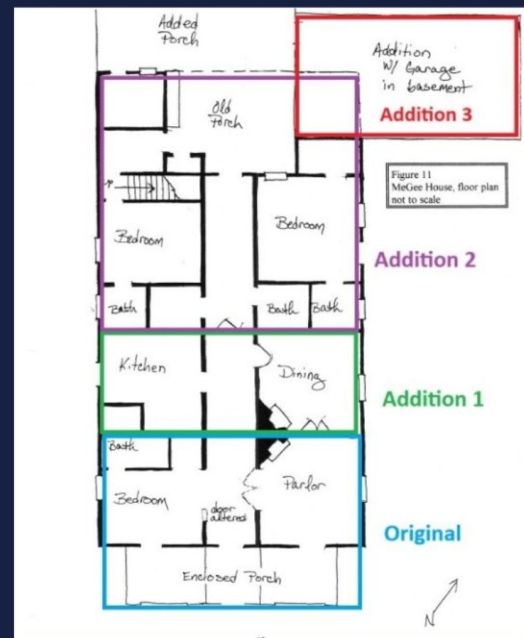 Added
Porch
Addition
W/ Garage
in basement
Addition 3
Old
Porch
Figure 11
McGee House, floor plan
not to scale
Bedroom
Bedroom
Addition 2
Bath
Bath
Bath
Kitchen
Dining
Addition 1
Bath
Bedroom
door
altered
Parlor
Original
Enclosed Porch
N